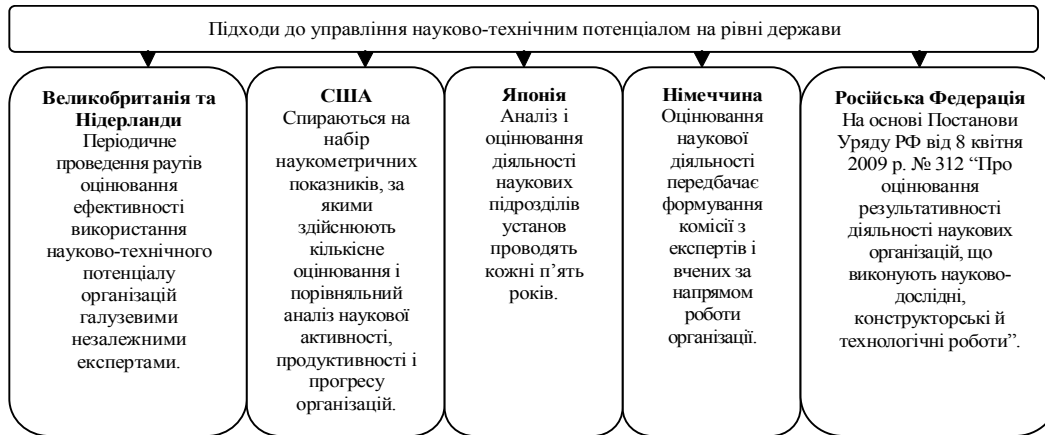 Підходи до управління науково-технічним потенціалом на рівні держави
Великобританія та
Нідерланди
Періодичне
проведення раутів
оцінювання
ефективності
використання
науково-технічного
потенціалу
організацій
галузевими
незалежними
експертами.
США
Спираються на
набір
наукометричних
показників, за
якими
здійснюють
кількісне
оцінювання і
порівняльний
аналіз наукової
активності,
продуктивності і
прогресу
організацій.
Японія
Аналіз і
оцінювання
діяльності
наукових
підрозділів
установ
проводять
кожні п’ять
років.
Німеччина
Оцінювання
наукової
діяльності
передбачає
формування
комісії з
експертів і
вчених за
напрямом
роботи
організації.
Російська Федерація
На основі Постанови
Уряду РФ від 8 квітня
2009 р. № 312 “Про
оцінювання
результативності
діяльності наукових
організацій, що
виконують науково-
дослідні,
конструкторські й
технологічні роботи”.